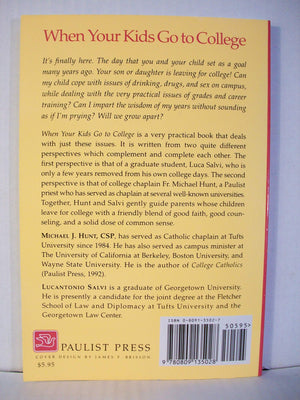 When Your Kids Go to College
It's finally here. The day that you and your child set as a goal
many years ago. Your son or daughter is leaving for college! Can
my child cope with issues of drinking, drugs, and sex on campus,
while dealing with the very practical issues of grades and career
training? Can I impart the wisdom of my years without sounding
as if I'm prying? Will we grow apart?
When Your Kids Go to College is a very practical book that deals
with just these issues. It is written from two quite different
perspectives which complement and complete each other. The
first perspective is that of a graduate student, Luca Salvi, who is
only a few years removed from his own college days. The second
perspective is that of college chaplain Fr. Michael Hunt, a Paulist
priest who has served as chaplain at several well-known universities.
Together, Hunt and Salvi gently guide parents whose children
leave for college with a friendly blend of good faith, good coun-
seling, and a solid dose of common sense.
MICHAEL J. HUNT, CSP, has served as Catholic chaplain at Tufts
University since 1984. He has also served as campus minister at
The University of California at Berkeley, Boston University, and
Wayne State University. He is the author of College Catholics
(Paulist Press, 1992).
LUCANTONIO SALVI is a graduate of Georgetown University.
He is presently a candidate for the joint degree at the Fletcher
School of Law and Diplomacy at Tufts University and the
Georgetown Law Center.
PAULIST PRESS
COVER DESIGN BY JAMES F. BRISSON
$5.95
ISBN 0-8091-3502-7
50595>
9 780809 135028